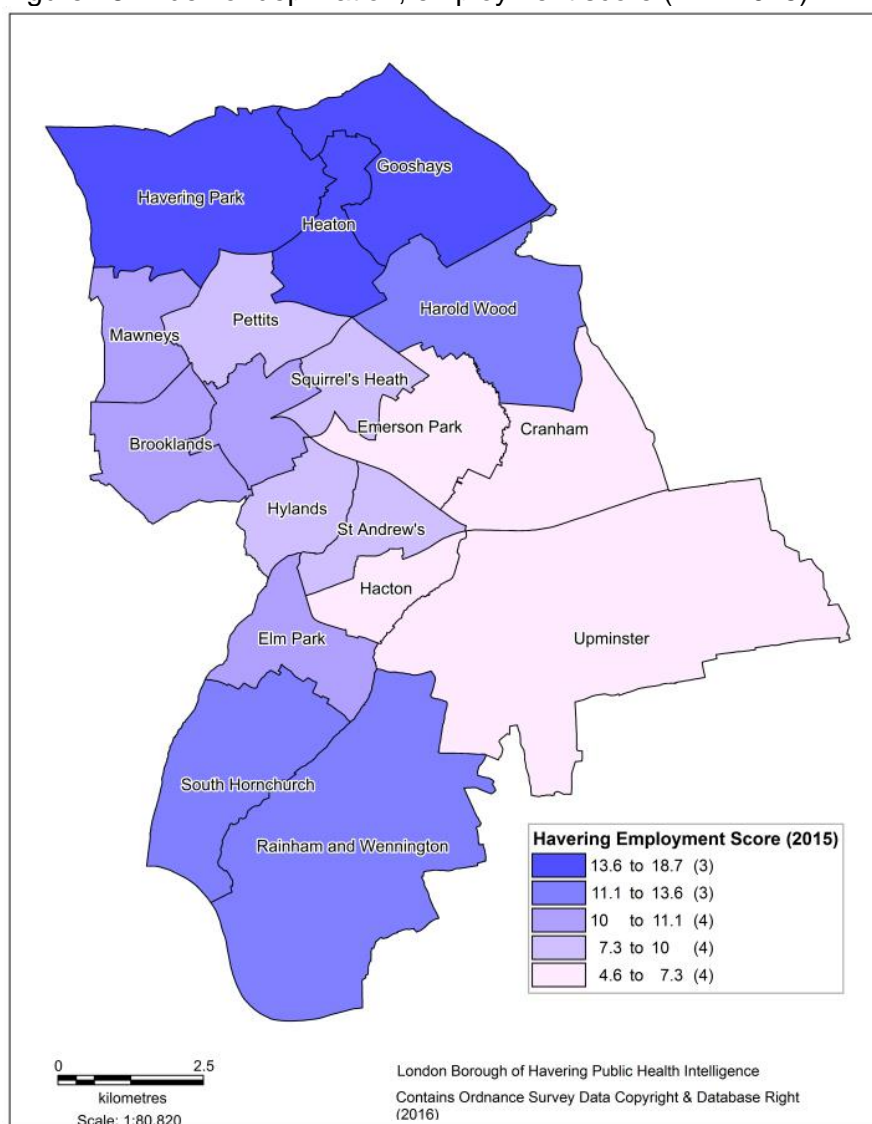 Gooshays
Havering Park
Heaton
Harold Wood
Pettits
Mawneys
Squirrel's Heath
Emerson Park
Cranham
Brooklands
Hylands
St Andrew's
Hacton
Elm Park
Upminster
South Hornchurch
Rainham and Wennington
Havering Employment Score (2015)
13.6 to 18.7 (3)
11.1 to 13.6 (3)
10 to 11.1 (4)
7.3 to 10 (4)
4.6 to 7.3 (4)
0 2.5
kilometres
Scale: 1:80,820
London Borough of Havering Public Health Intelligence
Contains Ordnance Survey Data Copyright & Database Right
(2016)